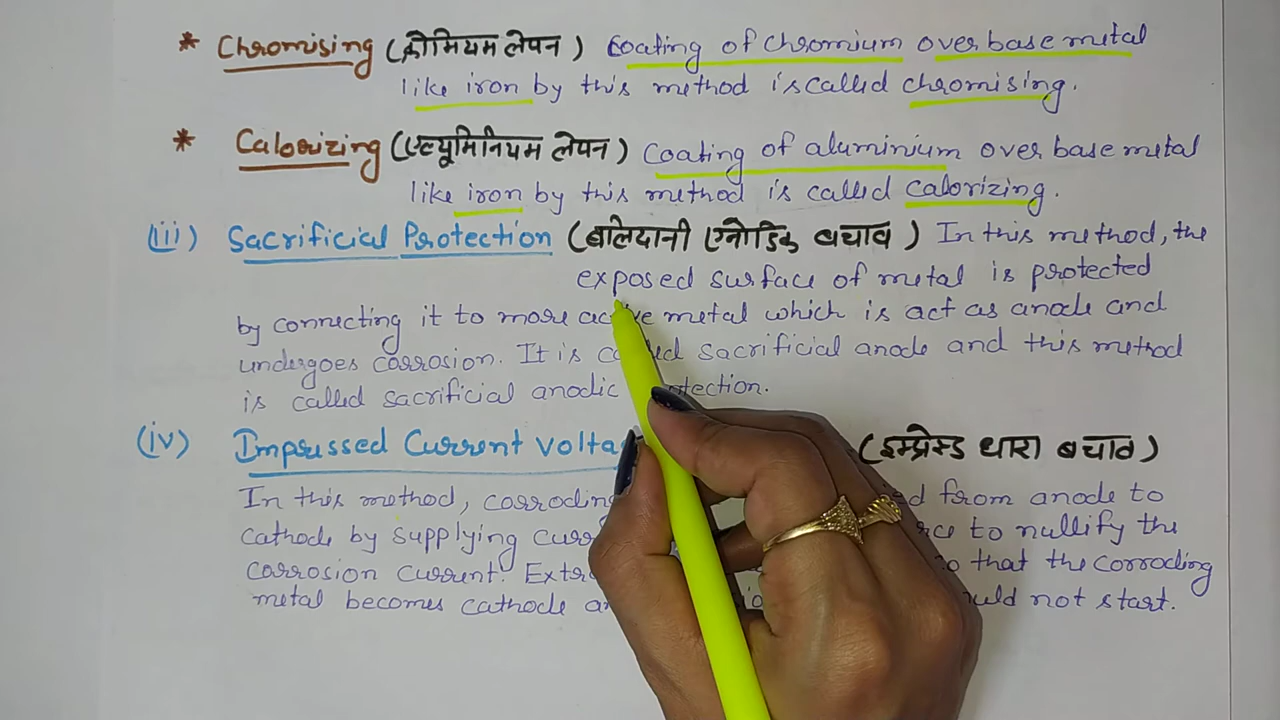 * Chromising (क्रोमियम लेपन) Coating of chromium over base metal
like iron by this method is called chromising.
* Calorizing (एल्यूमिनियम लेपन) Coating of aluminium over base metal
like iron by this method is called calorizing.
(iii) Sacrificial Protection (बलिदानी एनोडिक बचाव) In this method, the
exposed surface of metal is protected
by connecting it to more metal which is act as anode and
undergoes corrosion. It is sacrificial anode and this method
is called sacrificial anodic
(iv) Impressed Current (इम्प्रेस्ड धारा बचाव)
In this method, from anode to
cathode by supplying to nullify the
corrosion current. that the corroding
metal becomes cathode not start.